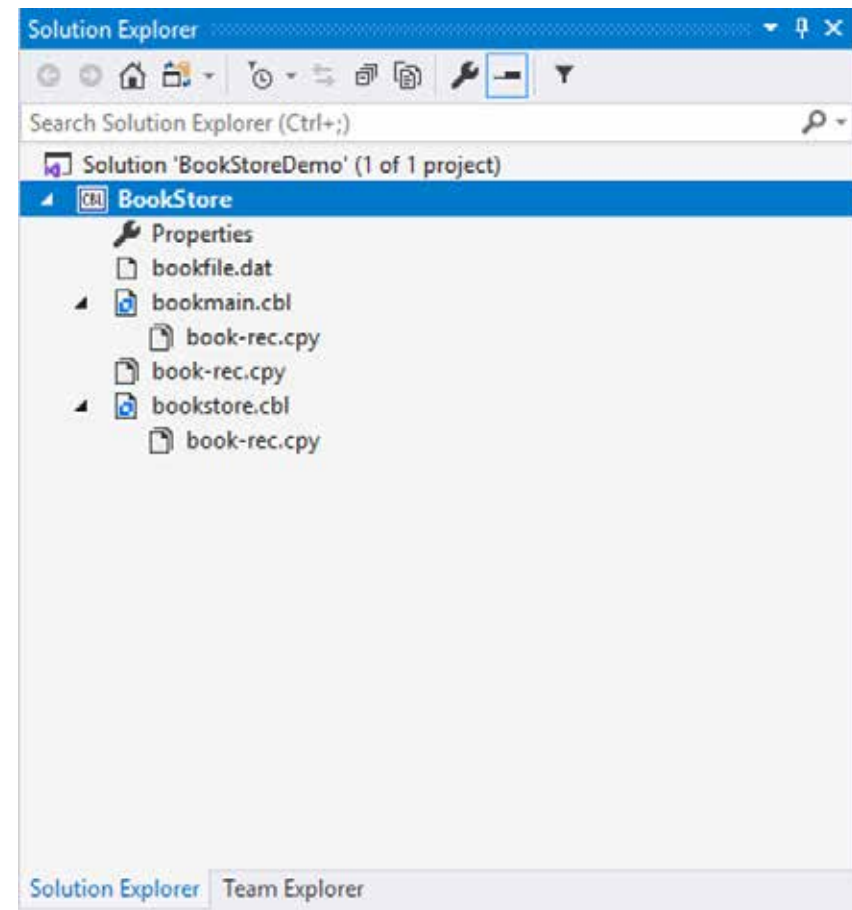 Solution Explorer
Search Solution Explorer (Ctrl+;)
Solution 'BookStoreDemo' (1 of 1 project)
CBL BookStore
Properties
bookfile.dat
bookmain.cbl
book-rec.cpy
book-rec.cpy
bookstore.cbl
book-rec.cpy
Solution Explorer Team Explorer